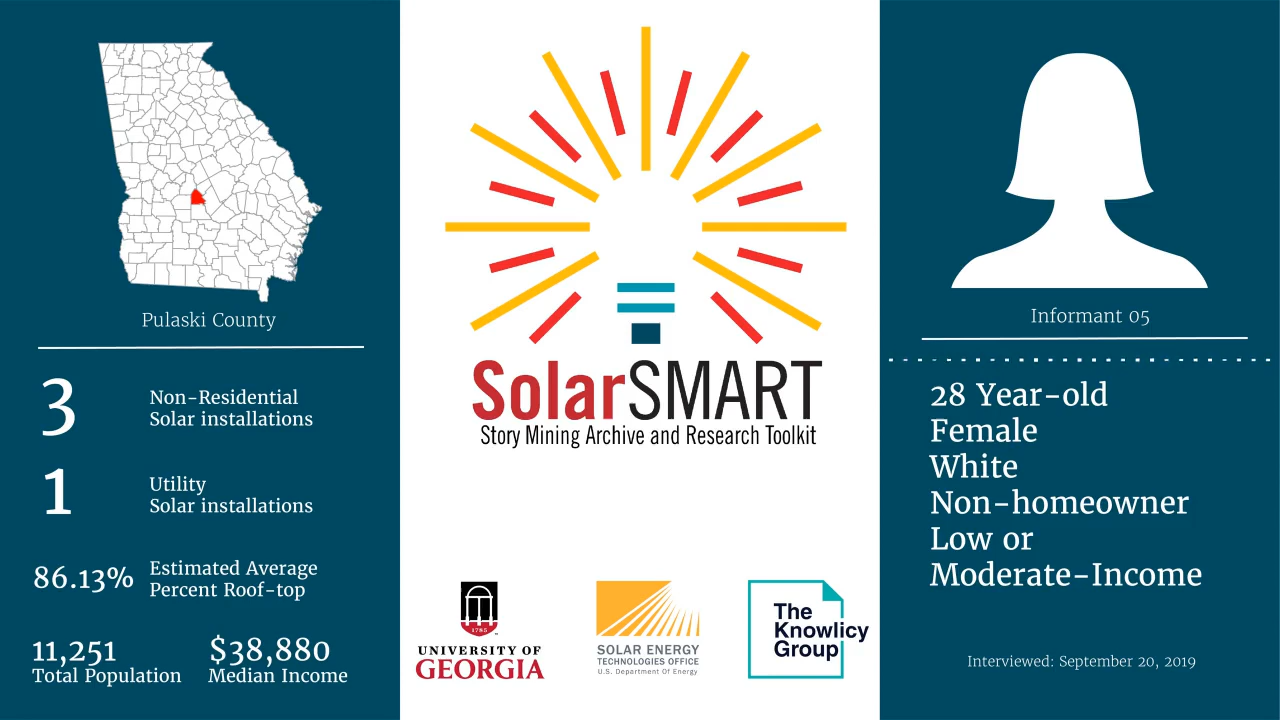 Pulaski County
3
Non-Residential
Solar installations
1
Utility
Solar installations
86.13%
Estimated Average
Percent Roof-top
11,251
Total Population
$38,880
Median Income
SolarSMART
Story Mining Archive and Research Toolkit
1785
UNIVERSITY OF
GEORGIA
SOLAR ENERGY
TECHNOLOGIES OFFICE
U.S. Department Of Energy
The
Knowlicy
Group
Informant 05
28 Year-old
Female
White
Non-homeowner
Low or
Moderate-Income
Interviewed: September 20, 2019